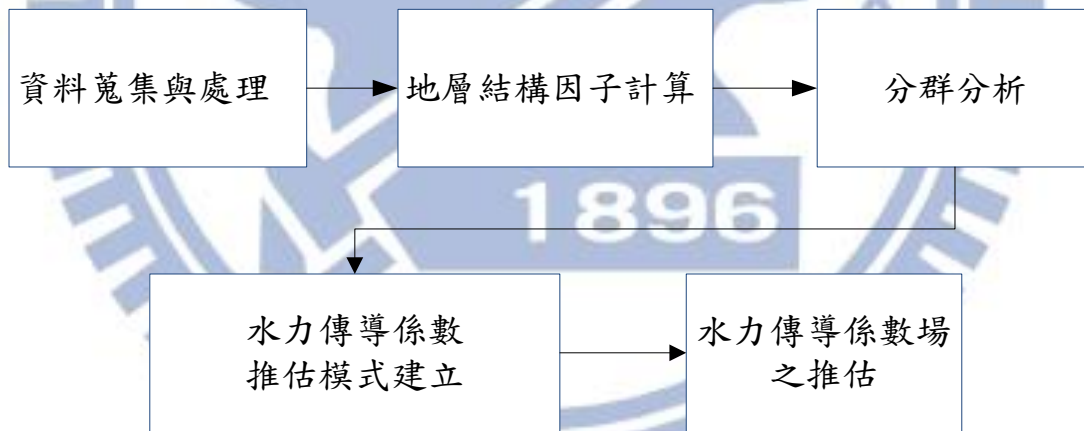 資料蒐集與處理
地層結構因子計算
分群分析
1896
水力傳導係數
推估模式建立
水力傳導係數場
之推估